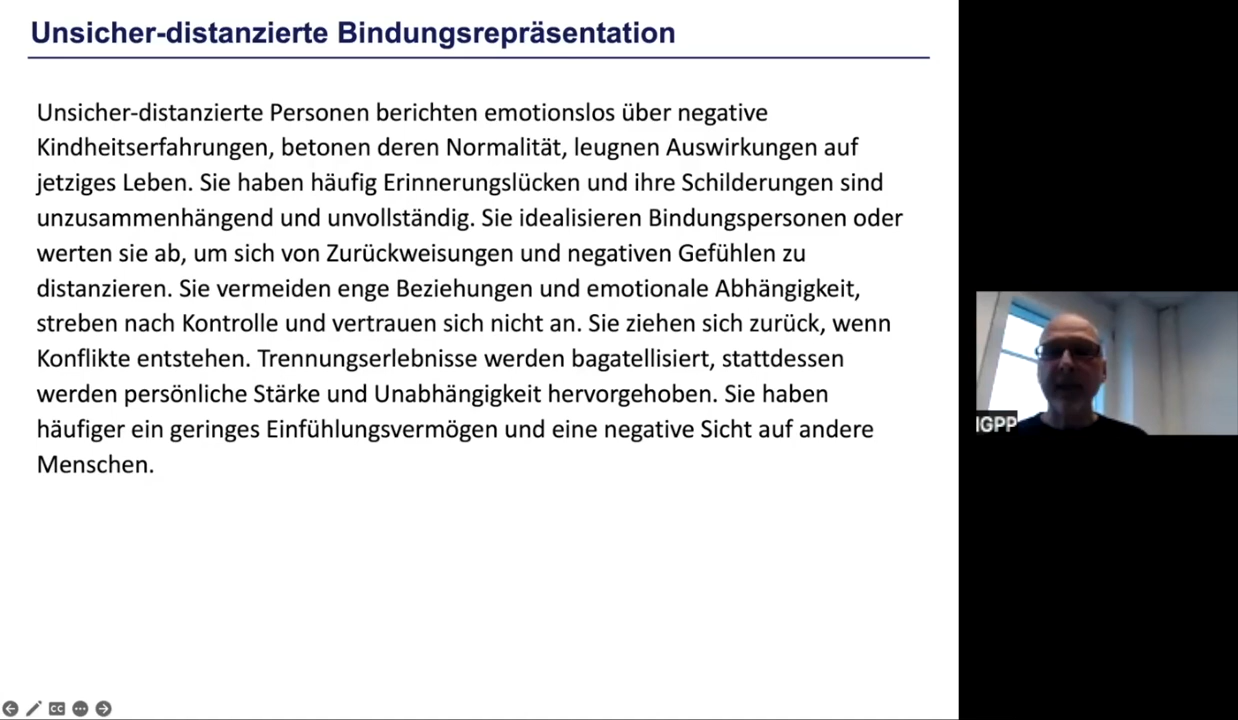 Unsicher-distanzierte Bindungsrepräsentation
Unsicher-distanzierte Personen berichten emotionslos über negative
Kindheitserfahrungen, betonen deren Normalität, leugnen Auswirkungen auf
jetziges Leben. Sie haben häufig Erinnerungslücken und ihre Schilderungen sind
unzusammenhängend und unvollständig. Sie idealisieren Bindungspersonen oder
werten sie ab, um sich von Zurückweisungen und negativen Gefühlen zu
distanzieren. Sie vermeiden enge Beziehungen und emotionale Abhängigkeit,
streben nach Kontrolle und vertrauen sich nicht an. Sie ziehen sich zurück, wenn
Konflikte entstehen. Trennungserlebnisse werden bagatellisiert, stattdessen
werden persönliche Stärke und Unabhängigkeit hervorgehoben. Sie haben
häufiger ein geringes Einfühlungsvermögen und eine negative Sicht auf andere
Menschen.
IGPP
CC